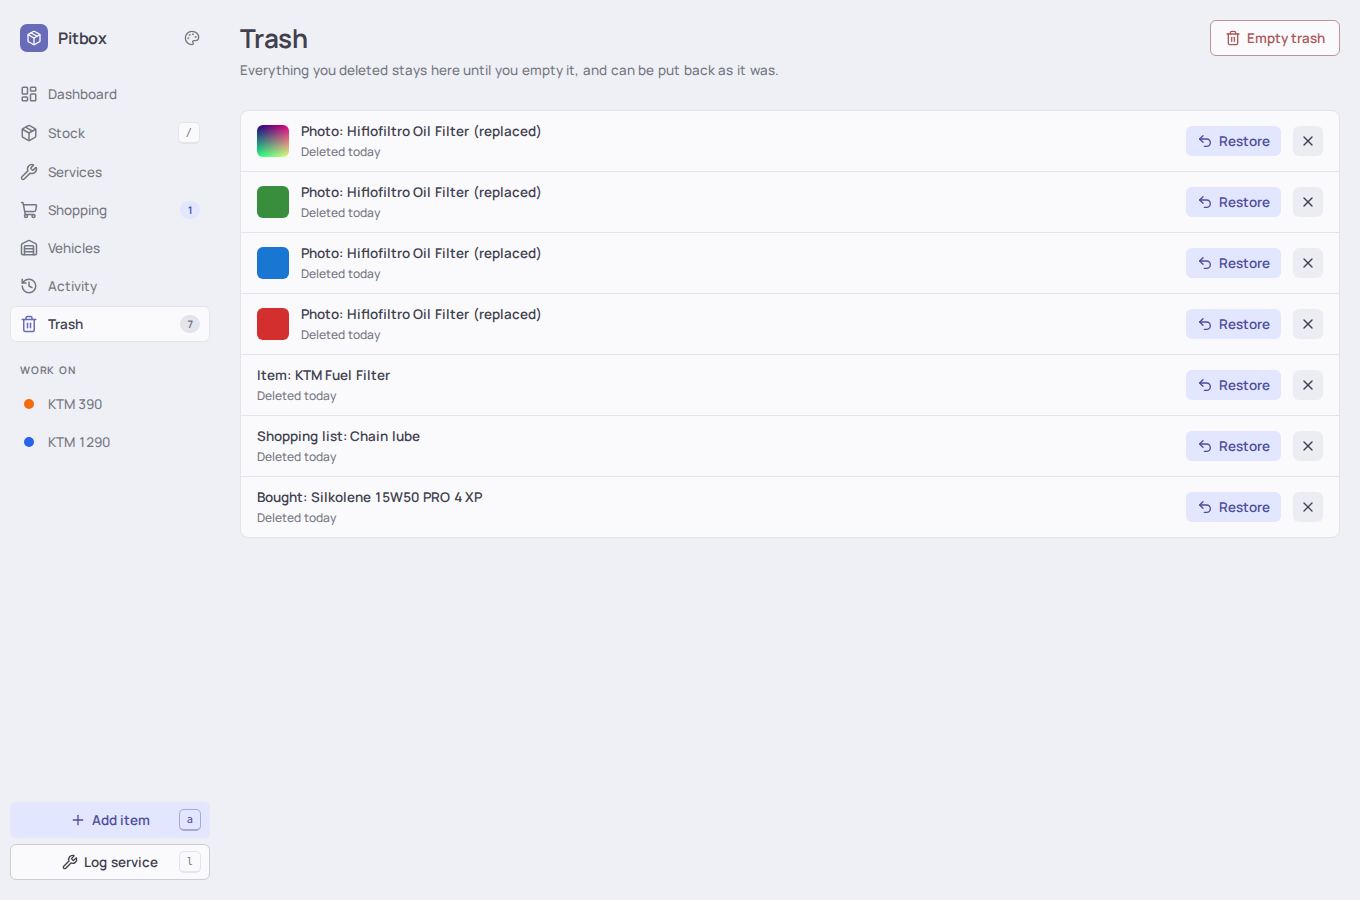 Pitbox
Dashboard
Stock /
Services
Shopping 1
Vehicles
Activity
Trash 7
WORK ON
KTM 390
KTM 1290
Add item a
Log service l
Trash
Empty trash
Everything you deleted stays here until you empty it, and can be put back as it was.
Photo: Hiflofiltro Oil Filter (replaced)
Deleted today
Restore
Photo: Hiflofiltro Oil Filter (replaced)
Deleted today
Restore
Photo: Hiflofiltro Oil Filter (replaced)
Deleted today
Restore
Photo: Hiflofiltro Oil Filter (replaced)
Deleted today
Restore
Item: KTM Fuel Filter
Deleted today
Restore
Shopping list: Chain lube
Deleted today
Restore
Bought: Silkolene 15W50 PRO 4 XP
Deleted today
Restore